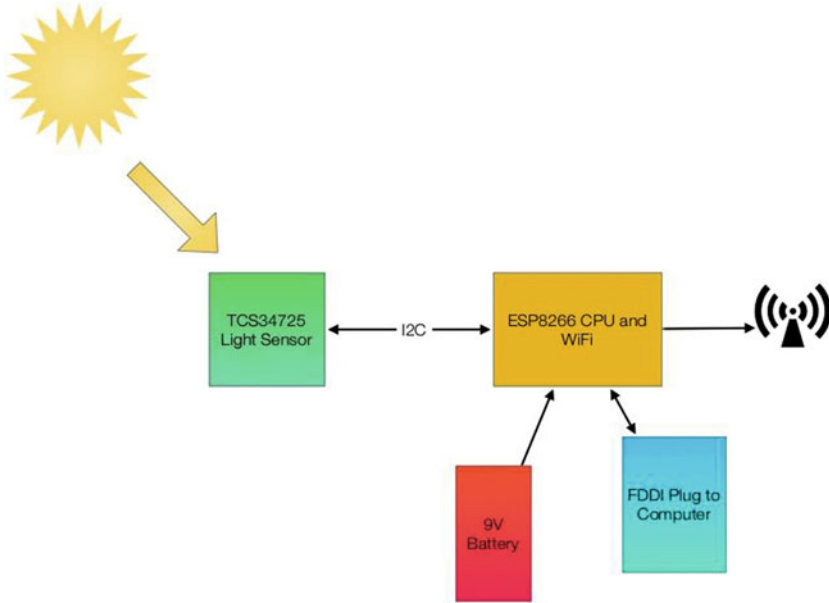 TCS34725
Light Sensor
I2C
ESP8266 CPU and
WiFi
9V
Battery
FDDI Plug to
Computer